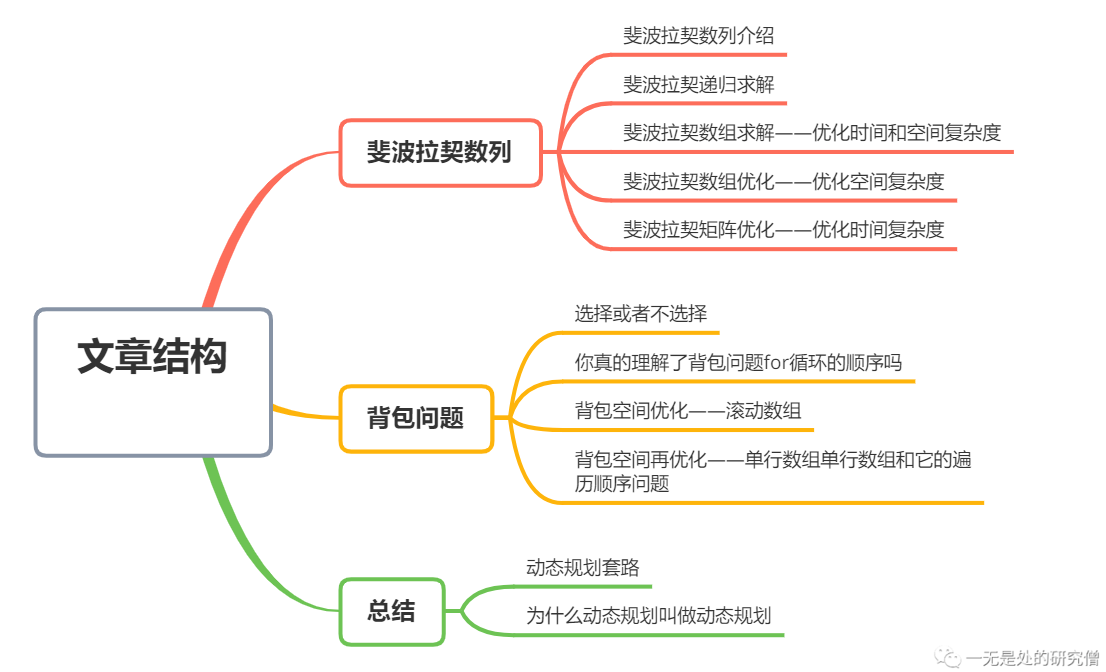 文章结构
斐波拉契数列
斐波拉契数列介绍
斐波拉契递归求解
斐波拉契数组求解——优化时间和空间复杂度
斐波拉契数组优化——优化空间复杂度
斐波拉契矩阵优化——优化时间复杂度
背包问题
选择或者不选择
你真的理解了背包问题for循环的顺序吗
背包空间优化——滚动数组
背包空间再优化——单行数组单行数组和它的遍
历顺序问题
总结
动态规划套路
为什么动态规划叫做动态规划
一无是处的研究僧